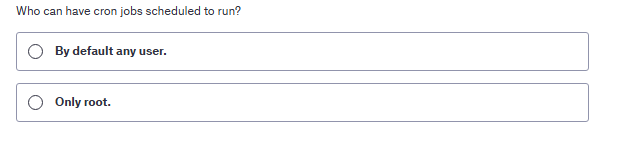 Who can have cron jobs scheduled to run?
By default any user.
Only root.